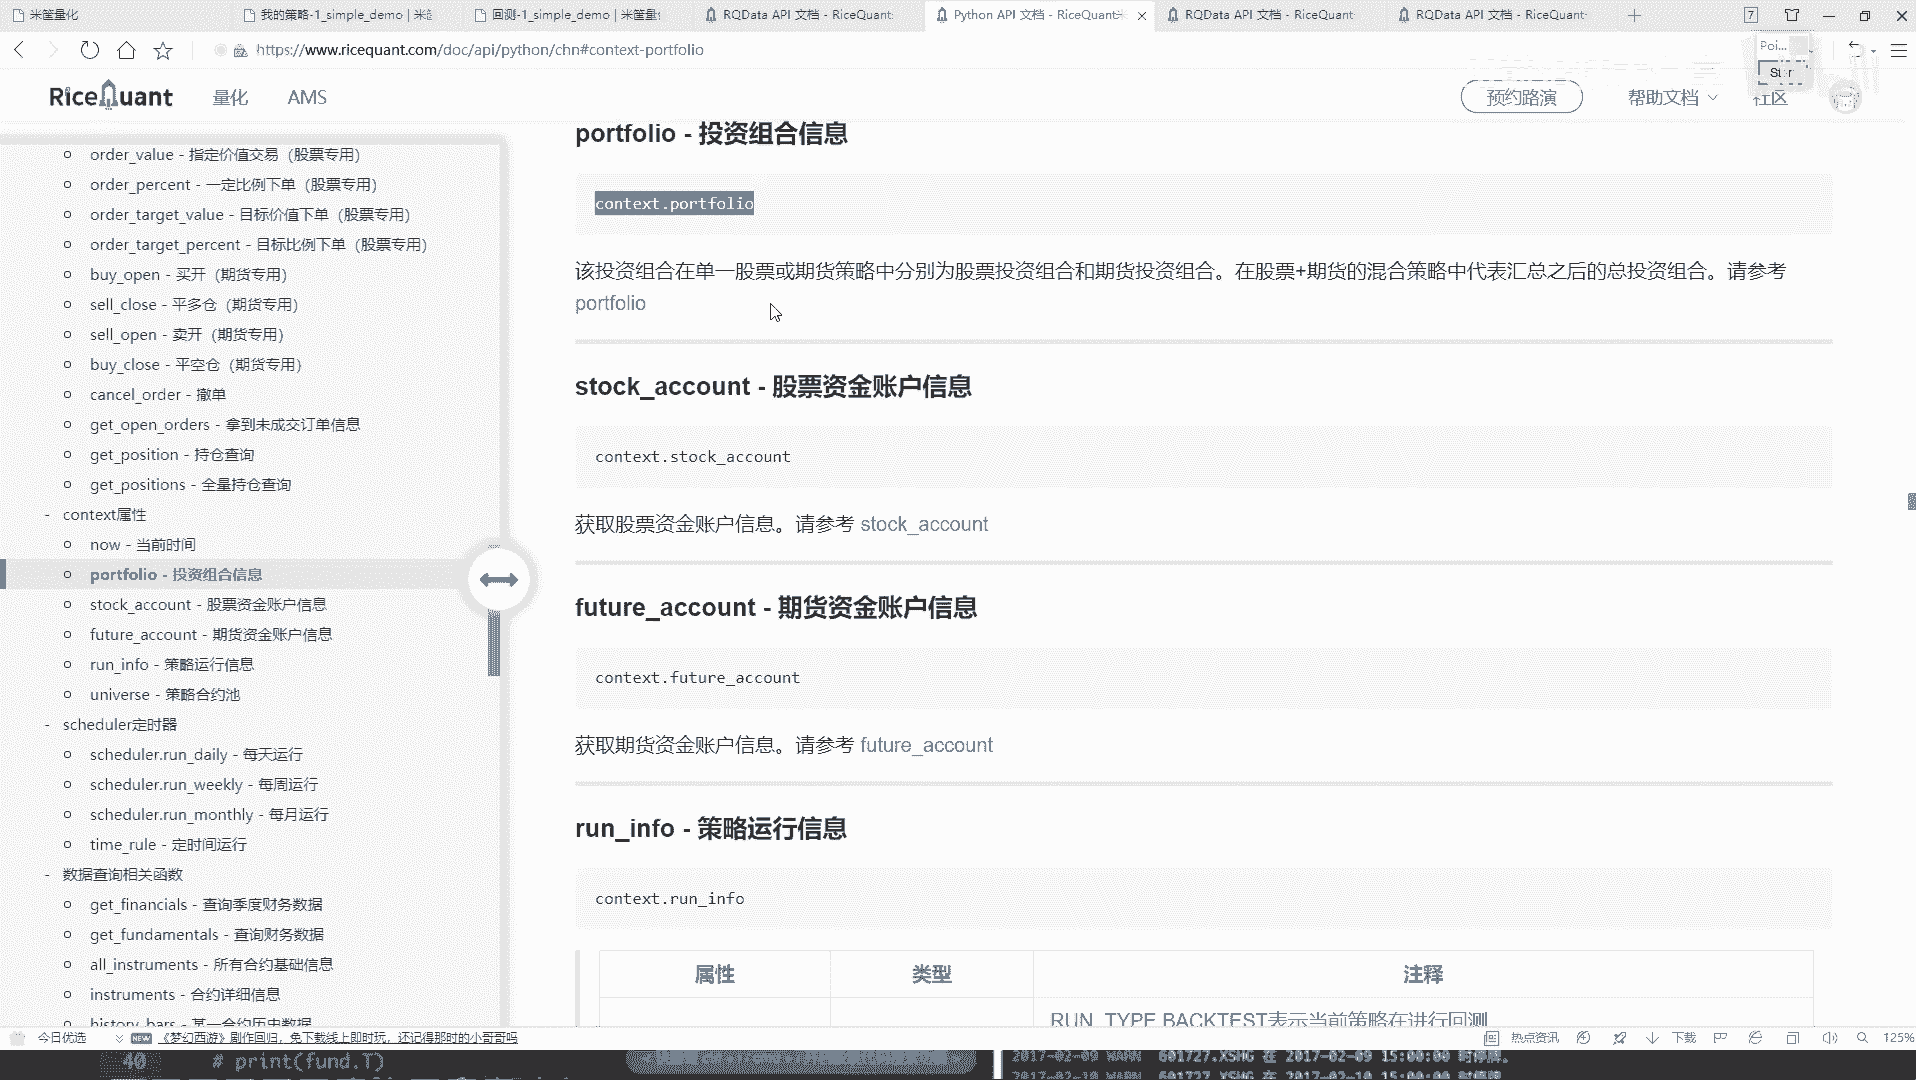 米筐量化
我的策略-1_simple_demo | 米筐
回测-1_simple_demo | 米筐量化
RQData API 文档 - RiceQuant
Python API 文档 - RiceQuant
RQData API 文档 - RiceQuant
RQData API 文档 - RiceQuant
7
https://www.ricequant.com/doc/api/python/chn#context-portfolio
Poi...
Star
RiceQuant
量化
AMS
预约路演
帮助文档
社区
order_value - 指定价值交易（股票专用）
order_percent - 一定比例下单（股票专用）
order_target_value - 目标价值下单（股票专用）
order_target_percent - 目标比例下单（股票专用）
buy_open - 买开（期货专用）
sell_close - 平多仓（期货专用）
sell_open - 卖开（期货专用）
buy_close - 平空仓（期货专用）
cancel_order - 撤单
get_open_orders - 拿到未成交订单信息
get_position - 持仓查询
get_positions - 全量持仓查询
- context属性
now - 当前时间
portfolio - 投资组合信息
stock_account - 股票资金账户信息
future_account - 期货资金账户信息
run_info - 策略运行信息
universe - 策略合约池
- scheduler定时器
scheduler.run_daily - 每天运行
scheduler.run_weekly - 每周运行
scheduler.run_monthly - 每月运行
time_rule - 定时间运行
- 数据查询相关函数
get_financials - 查询季度财务数据
get_fundamentals - 查询财务数据
all_instruments - 所有合约基础信息
instruments - 合约详细信息
history_bars - 某一合约历史数据
portfolio - 投资组合信息
context.portfolio
该投资组合在单一股票或期货策略中分别为股票投资组合和期货投资组合。在股票+期货的混合策略中代表汇总之后的总投资组合。请参考
portfolio
stock_account - 股票资金账户信息
context.stock_account
获取股票资金账户信息。请参考 stock_account
future_account - 期货资金账户信息
context.future_account
获取期货资金账户信息。请参考 future_account
run_info - 策略运行信息
context.run_info
属性
类型
注释
RUN_TYPE.BACKTEST表示当前策略在进行回测
今日优选
NEW
《梦幻西游》剧作回归，免下载线上即时玩，还记得那时的小哥哥吗
热点资讯
下载
125%
40 # print(fund.T)
2017-02-09 WARN 601727.XSHG 在 2017-02-09 15:00:00 时停牌。
2017-02-10 WARN 601727.XSHG 在 2017-02-10 15:00:00 时停牌。